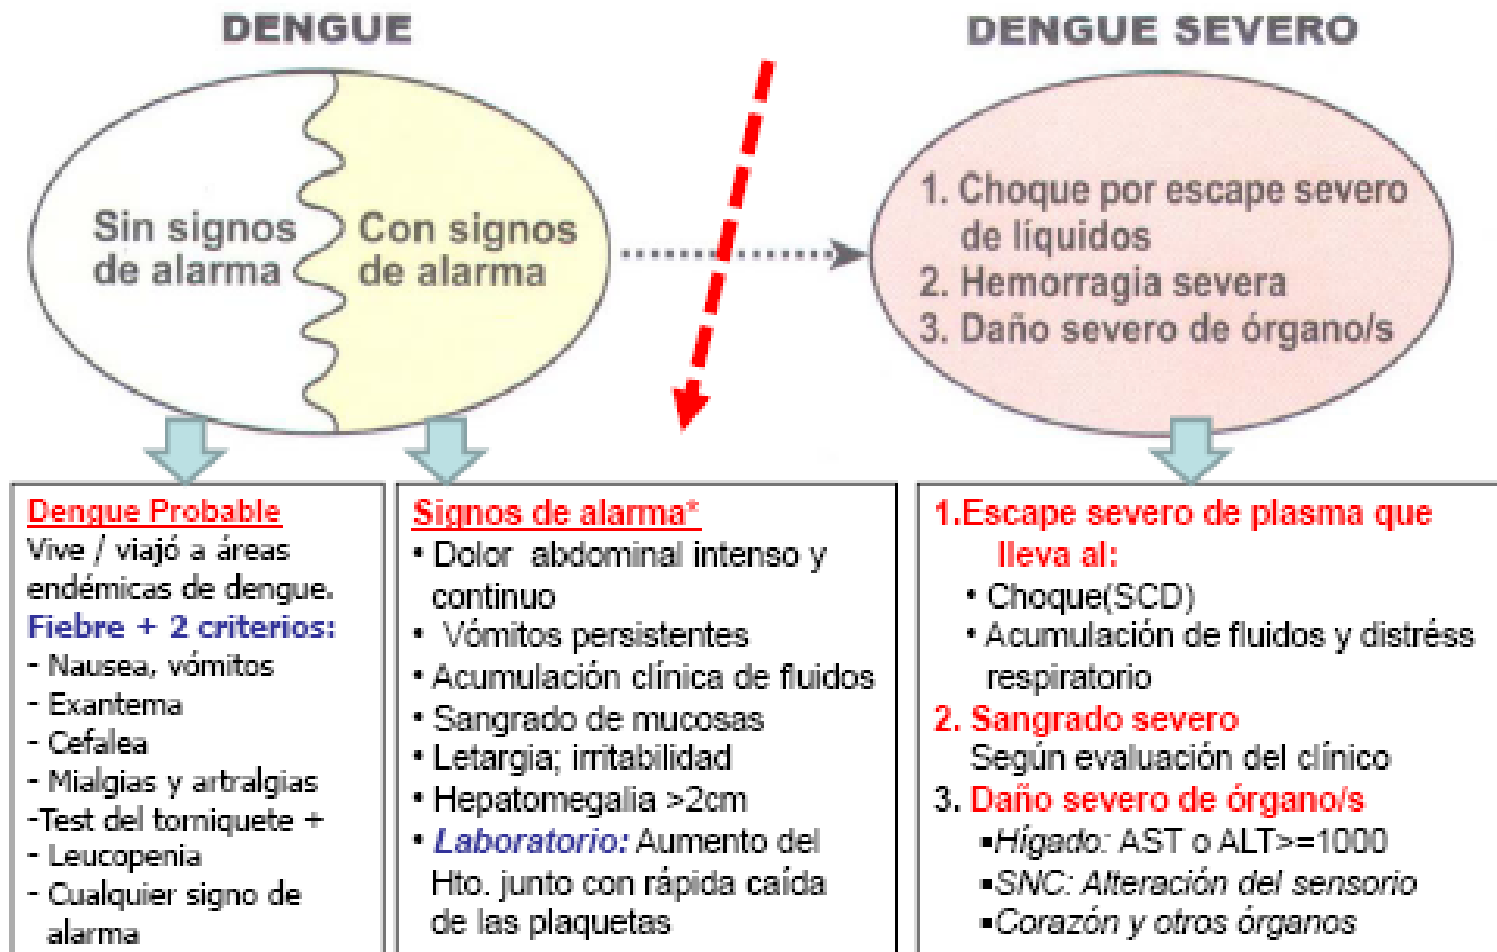 DENGUE
DENGUE SEVERO
Sin signos
de alarma
Con signos
de alarma
1. Choque por escape severo
de líquidos
2. Hemorragia severa
3. Daño severo de órgano/s
Dengue Probable
Vive / viajó a áreas
endémicas de dengue.
Fiebre + 2 criterios:
- Nausea, vómitos
- Exantema
- Cefalea
- Mialgias y artralgias
-Test del torniquete +
- Leucopenia
- Cualquier signo de
alarma
Signos de alarma*
• Dolor abdominal intenso y
continuo
• Vómitos persistentes
• Acumulación clínica de fluidos
• Sangrado de mucosas
• Letargia; irritabilidad
• Hepatomegalia >2cm
• Laboratorio: Aumento del
Hto. junto con rápida caída
de las plaquetas
1.Escape severo de plasma que
lleva al:
• Choque(SCD)
• Acumulación de fluidos y distréss
respiratorio
2. Sangrado severo
Según evaluación del clínico
3. Daño severo de órgano/s
▪Hígado: AST o ALT>=1000
▪SNC: Alteración del sensorio
▪Corazón y otros órganos